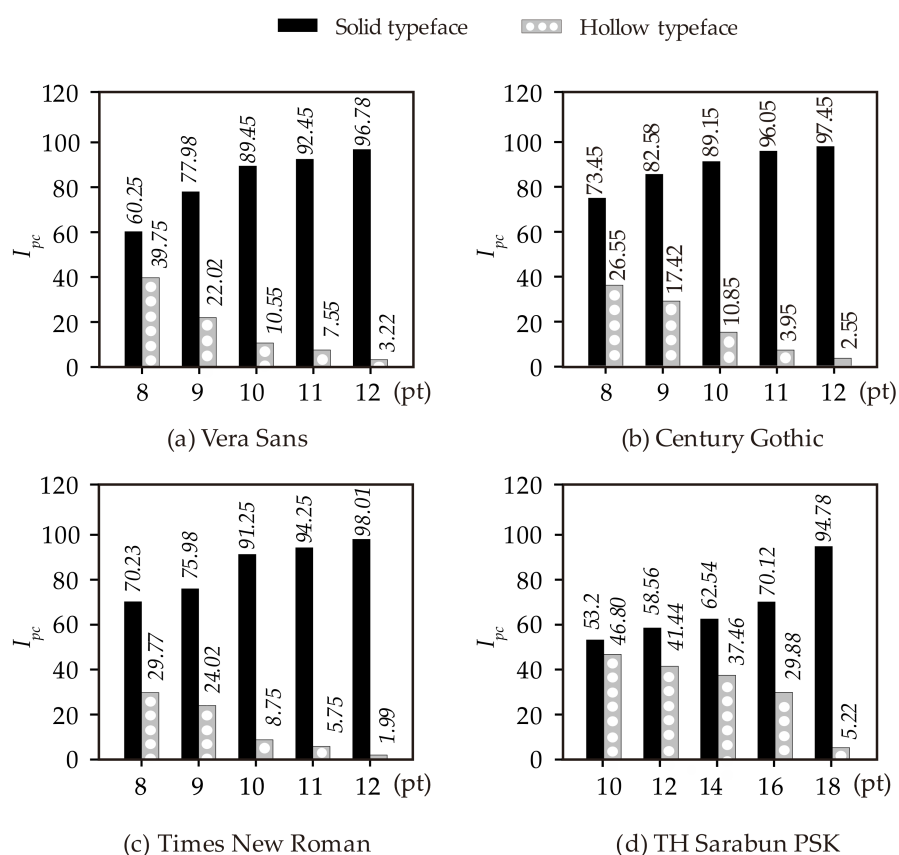 Solid typeface Hollow typeface
120
100
80
60
40
20
0
I_pc
60.25 39.75 77.98 22.02 89.45 10.55 92.45 7.55 96.78 3.22
8 9 10 11 12 (pt)
(a) Vera Sans
120
100
80
60
40
20
0
I_pc
73.45 26.55 82.58 17.42 89.15 10.85 96.05 3.95 97.45 2.55
8 9 10 11 12 (pt)
(b) Century Gothic
120
100
80
60
40
20
0
I_pc
70.23 29.77 75.98 24.02 91.25 8.75 94.25 5.75 98.01 1.99
8 9 10 11 12 (pt)
(c) Times New Roman
120
100
80
60
40
20
0
I_pc
53.2 46.80 58.56 41.44 62.54 37.46 70.12 29.88 94.78 5.22
10 12 14 16 18 (pt)
(d) TH Sarabun PSK